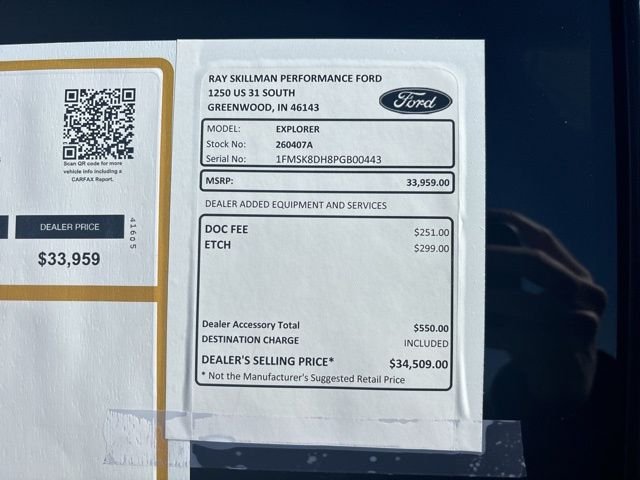 Scan QR code for more
vehicle info including a
CARFAX Report.
DEALER PRICE
41605
$33,959
RAY SKILLMAN PERFORMANCE FORD
1250 US 31 SOUTH
GREENWOOD, IN 46143
Ford
MODEL: EXPLORER
Stock No: 260407A
Serial No: 1FMSK8DH8PGB00443
MSRP: 33,959.00
DEALER ADDED EQUIPMENT AND SERVICES
DOC FEE $251.00
ETCH $299.00
Dealer Accessory Total $550.00
DESTINATION CHARGE INCLUDED
DEALER'S SELLING PRICE* $34,509.00
* Not the Manufacturer's Suggested Retail Price